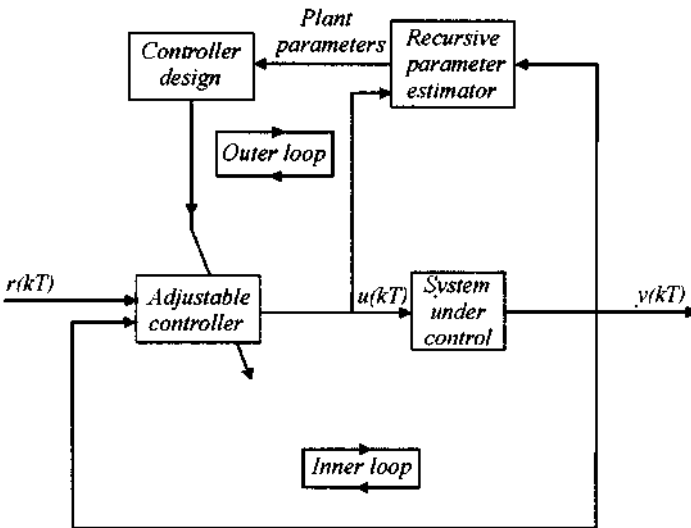 Plant
parameters
Controller
design
Recursive
parameter
estimator
Outer loop
r(kT)
Adjustable
controller
u(kT)
System
under
control
y(kT)
Inner loop